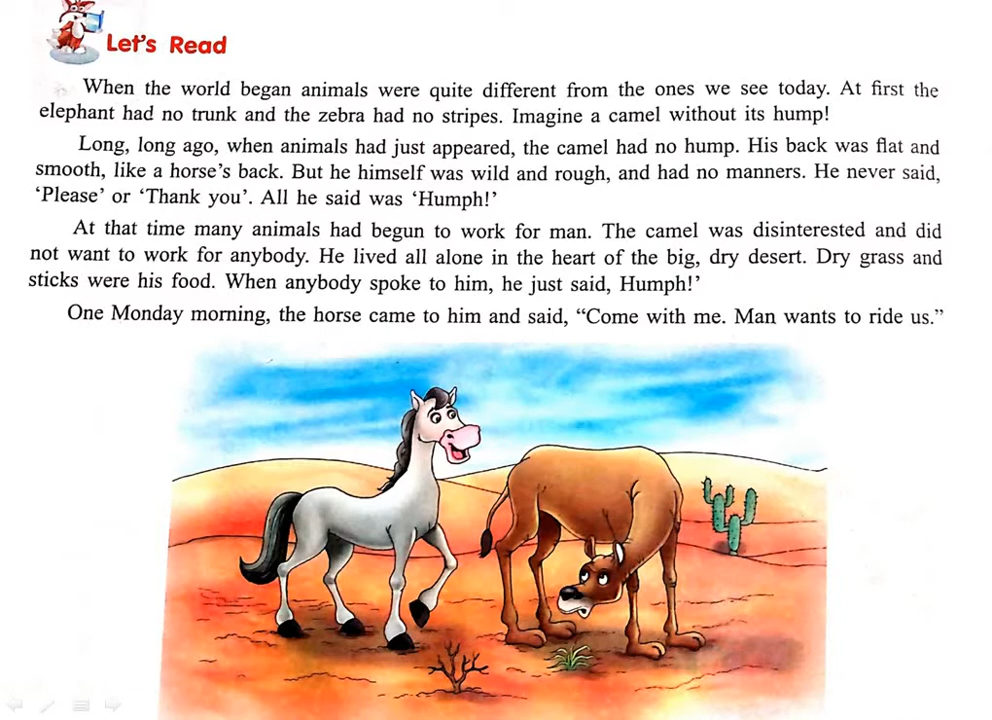 Let's Read
When the world began animals were quite different from the ones we see today. At first the
elephant had no trunk and the zebra had no stripes. Imagine a camel without its hump!
Long, long ago, when animals had just appeared, the camel had no hump. His back was flat and
smooth, like a horse's back. But he himself was wild and rough, and had no manners. He never said,
'Please' or 'Thank you'. All he said was 'Humph!'
At that time many animals had begun to work for man. The camel was disinterested and did
not want to work for anybody. He lived all alone in the heart of the big, dry desert. Dry grass and
sticks were his food. When anybody spoke to him, he just said, Humph!'
One Monday morning, the horse came to him and said, “Come with me. Man wants to ride us.”